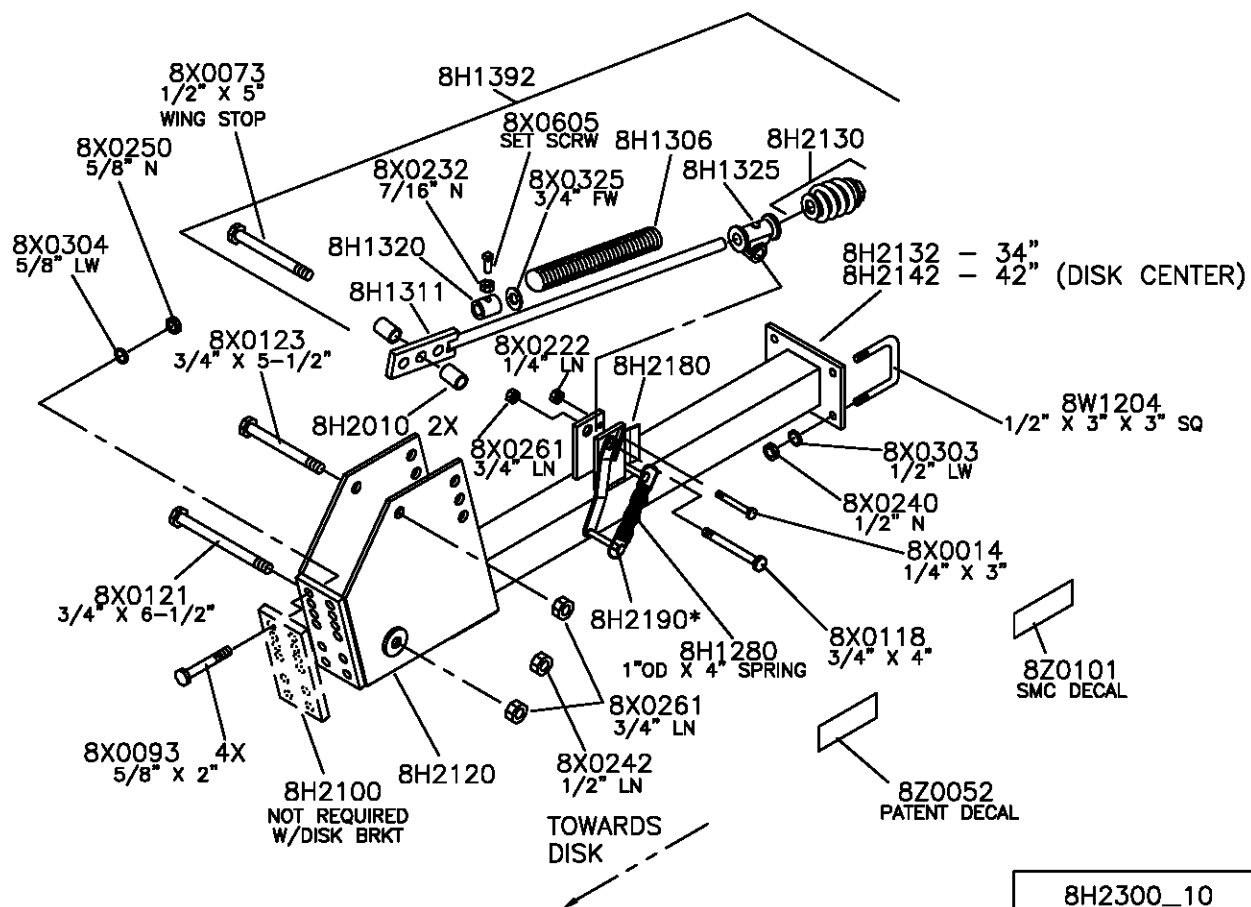 8X0073
1/2" X 5"
WING STOP
8H1392
8X0605
SET SCRW
8H1306
8H2130
8H1325
8X0250
5/8" N
8X0232
7/16" N
8X0325
3/4" FW
8X0304
5/8" LW
8H1320
8H2132 - 34"
8H2142 - 42" (DISK CENTER)
8H1311
8X0123
3/4" X 5-1/2"
8X0222
1/4" LN
8H2180
8H2010 2X
8X0261
3/4" LN
8W1204
1/2" X 3" X 3" SQ
8X0303
1/2" LW
8X0240
1/2" N
8X0014
1/4" X 3"
8X0121
3/4" X 6-1/2"
8H2190*
8H1280
1"OD X 4" SPRING
8X0118
3/4" X 4"
8Z0101
SMC DECAL
8X0261
3/4" LN
8X0093 4X
5/8" X 2"
8H2120
8X0242
1/2" LN
8H2100
NOT REQUIRED
W/DISK BRKT
8Z0052
PATENT DECAL
TOWARDS
DISK
8H2300_10